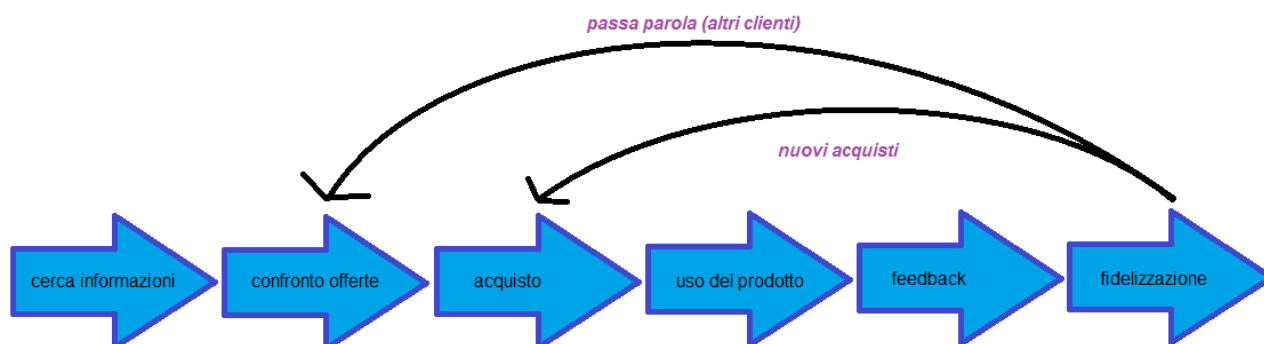 passa parola (altri clienti)
nuovi acquisti
cerca informazioni
confronto offerte
acquisto
uso del prodotto
feedback
fidelizzazione